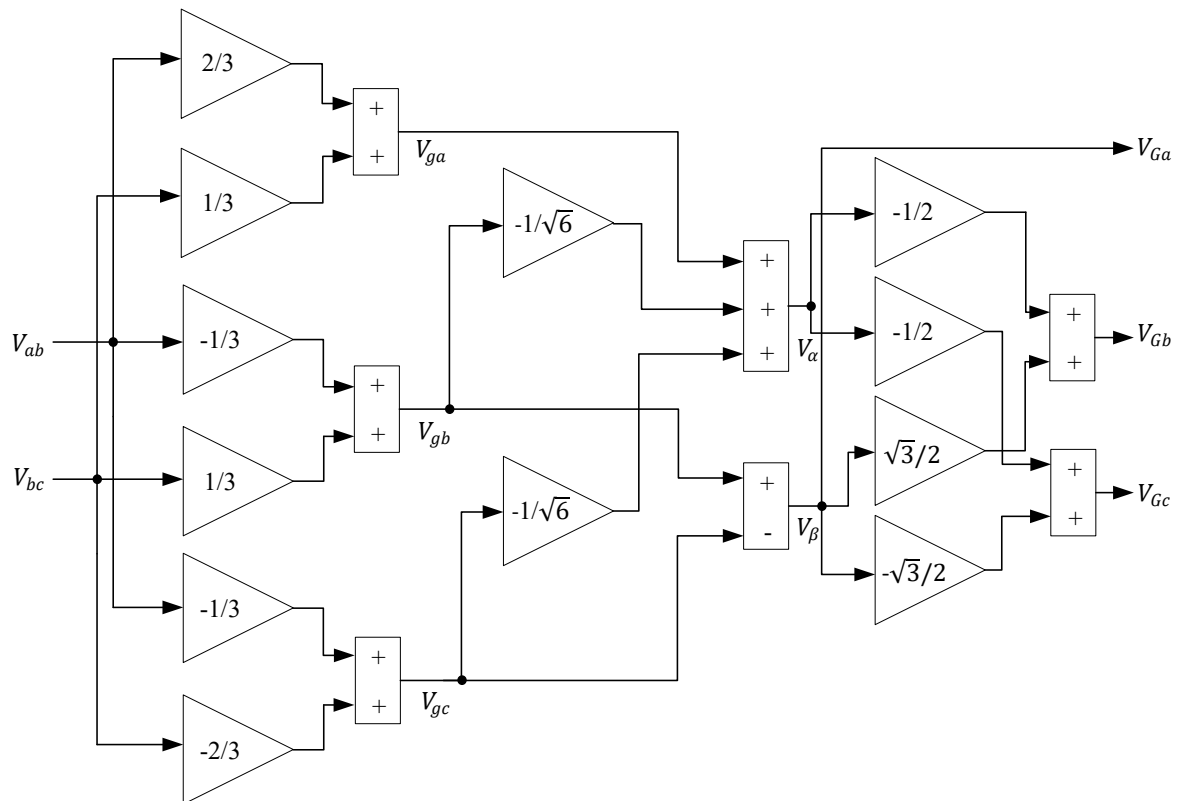 2/3
+
+
V_ga
1/3
-1/√6
V_Ga
-1/2
+
+
+
V_α
-1/3
V_ab
-1/2
+
+
V_Gb
+
+
V_gb
1/3
V_bc
-1/√6
+
-
V_β
√3/2
+
+
V_Gc
-√3/2
-1/3
+
+
V_gc
-2/3